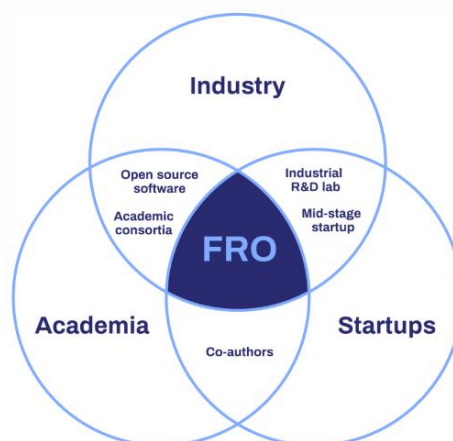 Industry
Open source
software
Industrial
R&D lab
Academic
consortia
Mid-stage
startup
FRO
Academia
Startups
Co-authors